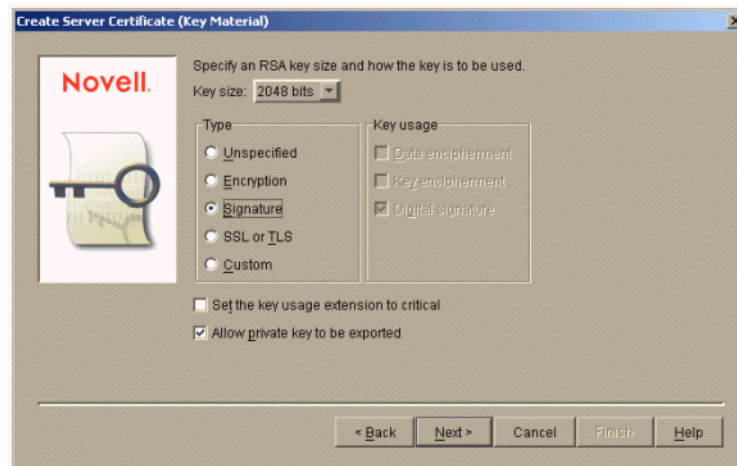 Create Server Certificate (Key Material)
Novell.
Specify an RSA key size and how the key is to be used.
Key size: 2048 bits
Type
Unspecified
Encryption
Signature
SSL or TLS
Custom
Key usage
Data encipherment
Key encipherment
Digital signature
Set the key usage extension to critical
Allow private key to be exported
< Back Next > Cancel Finish Help